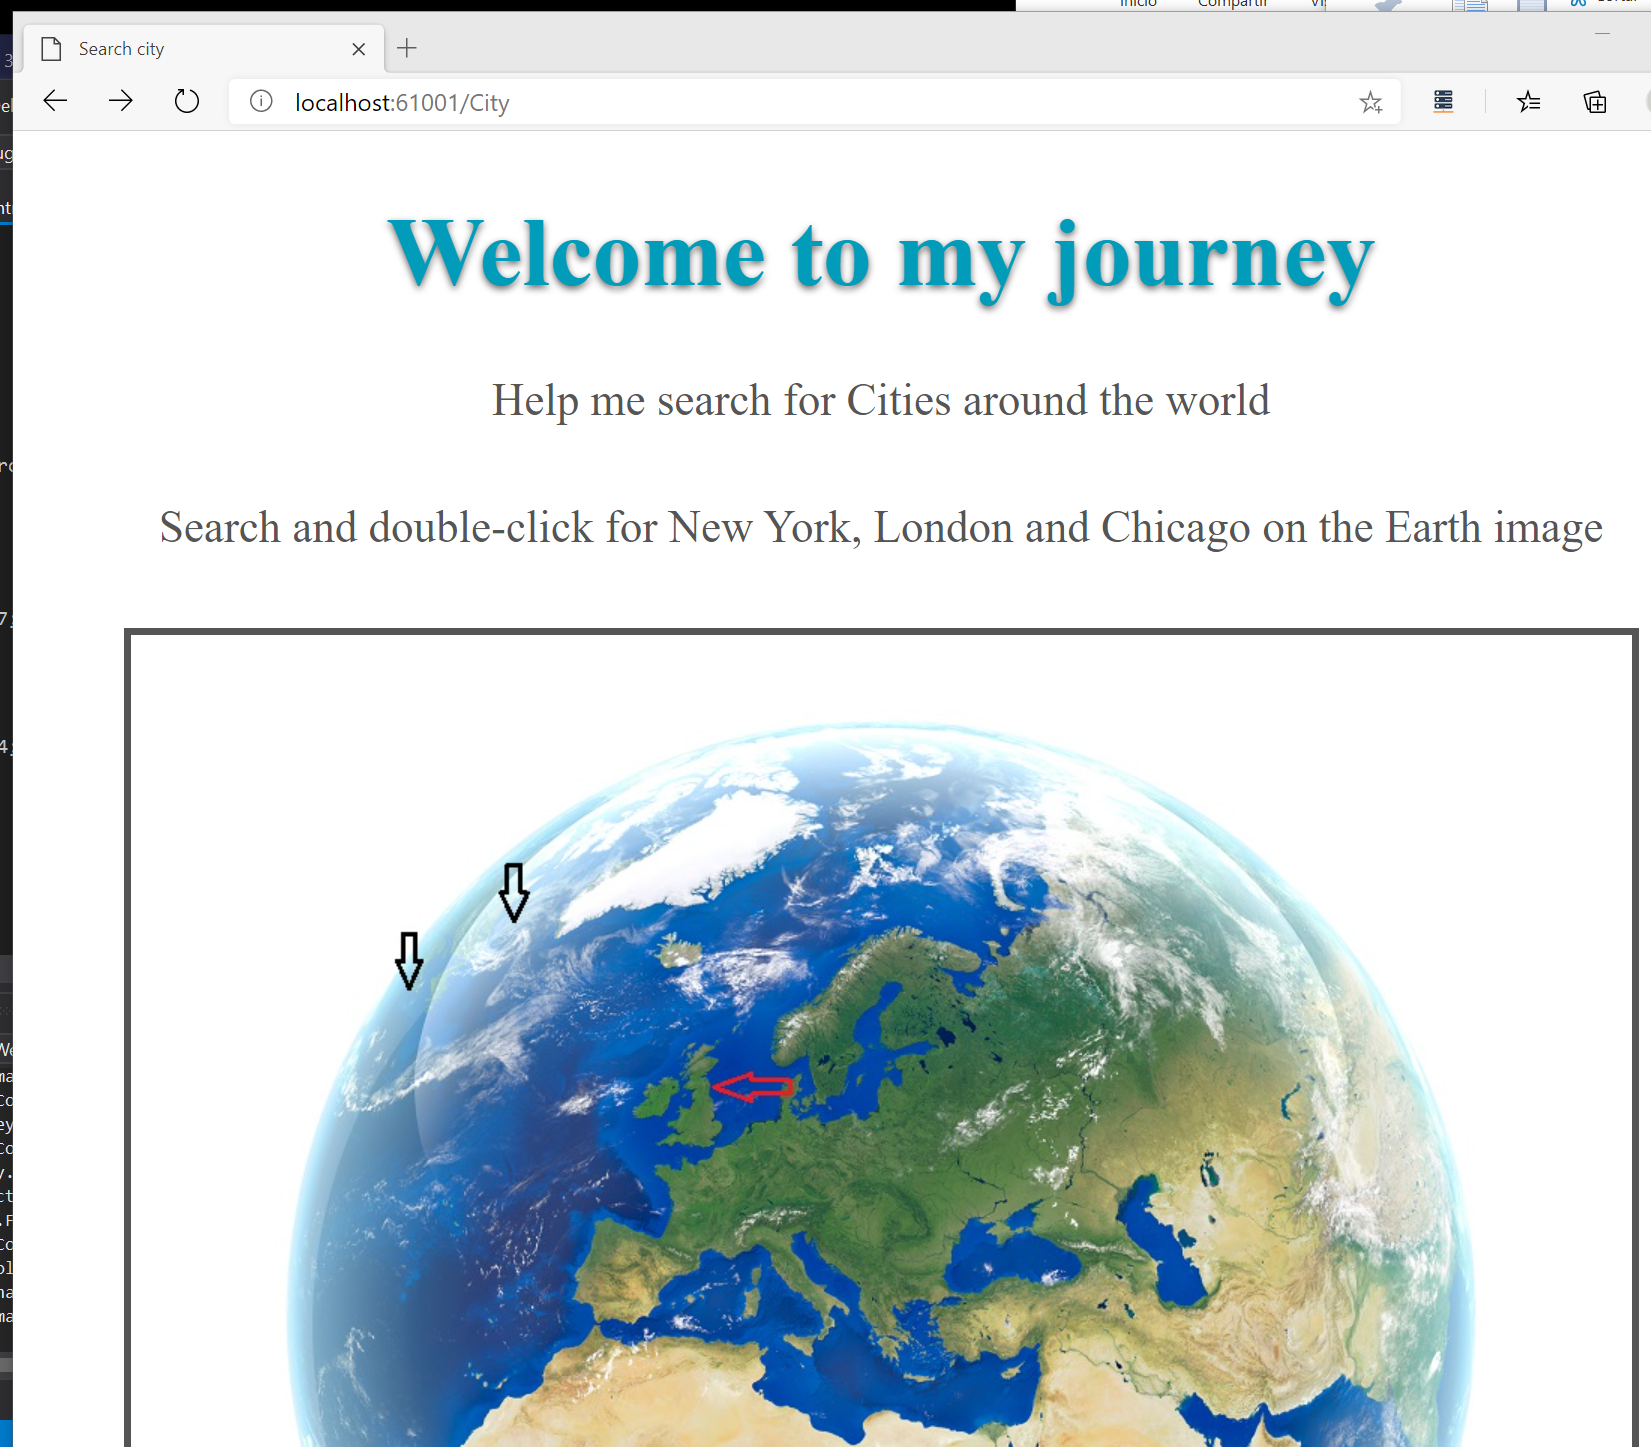 Inicio Compartir
Search city
localhost:61001/City
Welcome to my journey
Help me search for Cities around the world
Search and double-click for New York, London and Chicago on the Earth image